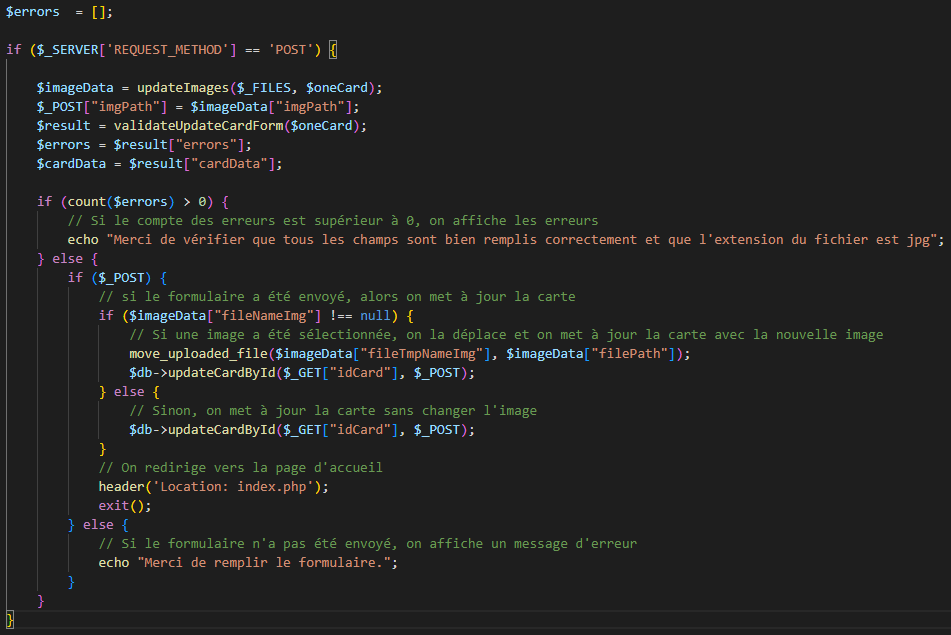 $errors  = [];
if ($_SERVER['REQUEST_METHOD'] == 'POST') {
$imageData = updateImages($_FILES, $oneCard);
$_POST["imgPath"] = $imageData["imgPath"];
$result = validateUpdateCardForm($oneCard);
$errors = $result["errors"];
$cardData = $result["cardData"];
if (count($errors) > 0) {
// Si le compte des erreurs est supérieur à 0, on affiche les erreurs
echo "Merci de vérifier que tous les champs sont bien remplis correctement et que l'extension du fichier est jpg";
} else {
if ($_POST) {
// si le formulaire a été envoyé, alors on met à jour la carte
if ($imageData["fileNameImg"] !== null) {
// Si une image a été sélectionnée, on la déplace et on met à jour la carte avec la nouvelle image
move_uploaded_file($imageData["fileTmpNameImg"], $imageData["filePath"]);
$db->updateCardById($_GET["idCard"], $_POST);
} else {
// Sinon, on met à jour la carte sans changer l'image
$db->updateCardById($_GET["idCard"], $_POST);
}
// On redirige vers la page d'accueil
header('Location: index.php');
exit();
} else {
// Si le formulaire n'a pas été envoyé, on affiche un message d'erreur
echo "Merci de remplir le formulaire.";
}
}
}